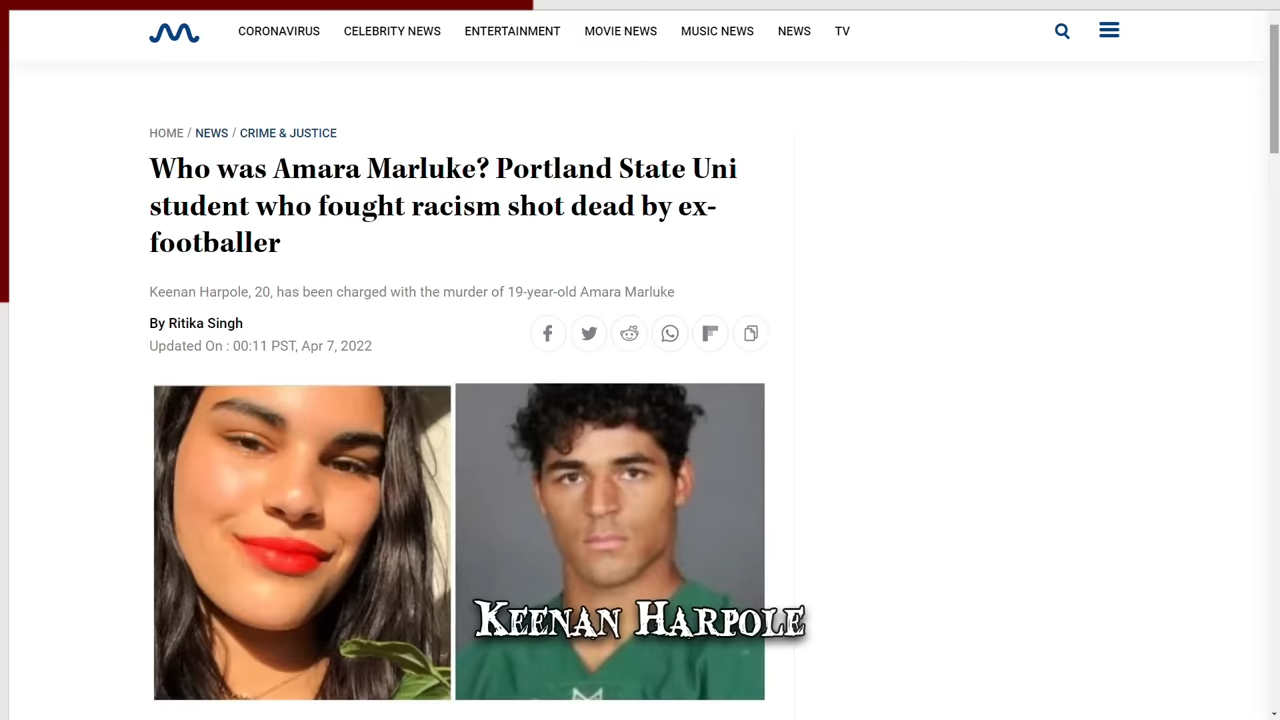 CORONAVIRUS CELEBRITY NEWS ENTERTAINMENT MOVIE NEWS MUSIC NEWS NEWS TV
HOME / NEWS / CRIME & JUSTICE
Who was Amara Marluke? Portland State Uni
student who fought racism shot dead by ex-
footballer
Keenan Harpole, 20, has been charged with the murder of 19-year-old Amara Marluke
By Ritika Singh
Updated On : 00:11 PST, Apr 7, 2022
KEENAN HARPOLE